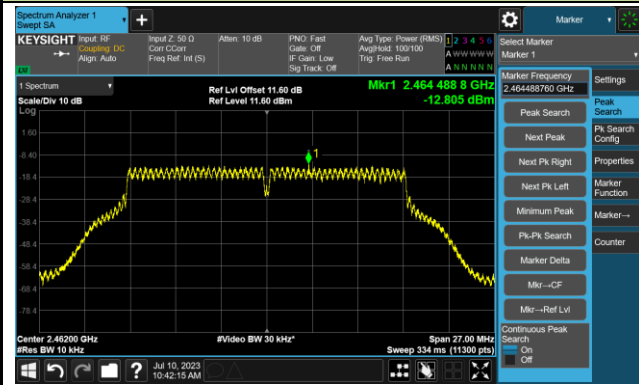 Spectrum Analyzer 1
Swept SA
+
Marker
KEYSIGHT
Input: RF
Coupling: DC
Align: Auto
Input Z: 50 Ω
Corr CCorr
Freq Ref: Int (S)
Atten: 10 dB
PNO: Fast
Gate: Off
IF Gain: Low
Sig Track: Off
Avg Type: Power (RMS)
Avg|Hold: 100/100
Trig: Free Run
1 2 3 4 5 6
A W W W W W
A N N N N N
Select Marker
Marker 1
1 Spectrum
Scale/Div 10 dB
Log
Ref Lvl Offset 11.60 dB
Ref Level 11.60 dBm
Mkr1 2.464 488 8 GHz
-12.805 dBm
1.60
-8.40
-18.4
-28.4
-38.4
-48.4
-58.4
-68.4
-78.4
1
Center 2.46200 GHz
#Res BW 10 kHz
#Video BW 30 kHz*
Span 27.00 MHz
Sweep 334 ms (11300 pts)
Marker Frequency
2.464488760 GHz
Peak Search
Next Peak
Next Pk Right
Next Pk Left
Minimum Peak
Pk-Pk Search
Marker Delta
Mkr→CF
Mkr→Ref Lvl
Continuous Peak
Search
On
Off
Settings
Peak
Search
Pk Search
Config
Properties
Marker
Function
Marker→
Counter
?
Jul 10, 2023
10:42:15 AM